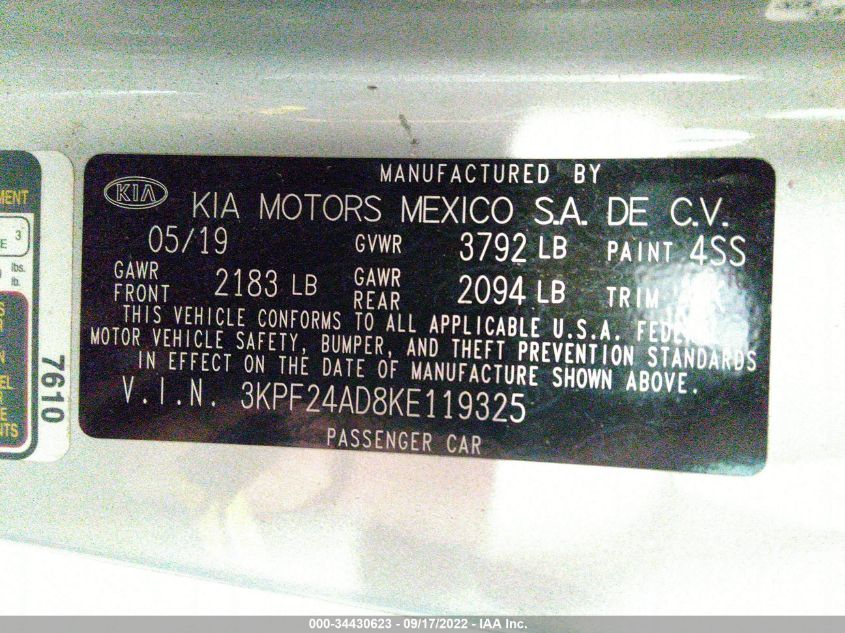 MANUFACTURED BY
KIA
KIA MOTORS MEXICO S.A. DE C.V.
05/19 GVWR 3792 LB PAINT 4SS
GAWR FRONT 2183 LB GAWR REAR 2094 LB TRIM
THIS VEHICLE CONFORMS TO ALL APPLICABLE U.S.A.
MOTOR VEHICLE SAFETY, BUMPER, AND THEFT PREVENTION STANDARDS
IN EFFECT ON THE DATE OF MANUFACTURE SHOWN ABOVE.
V.I.N. 3KPF24AD8KE119325
PASSENGER CAR
3
lbs.
lb.
7610
000-34430623 - 09/17/2022 - IAA Inc.